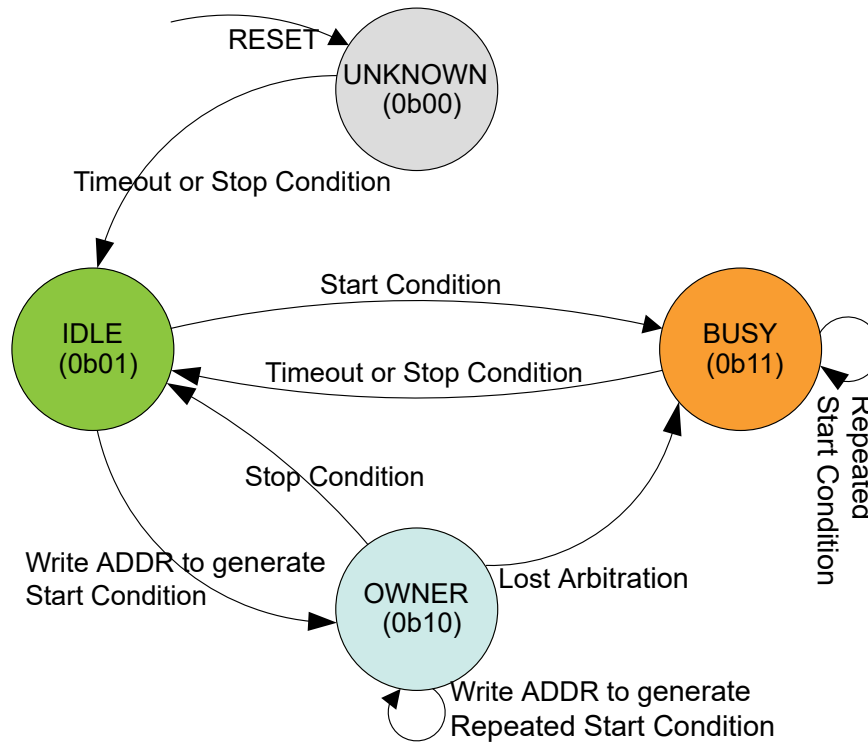 RESET
UNKNOWN
(0b00)
Timeout or Stop Condition
Start Condition
IDLE
(0b01)
BUSY
(0b11)
Timeout or Stop Condition
Repeated
Start Condition
Stop Condition
Write ADDR to generate
Start Condition
Lost Arbitration
OWNER
(0b10)
Write ADDR to generate
Repeated Start Condition